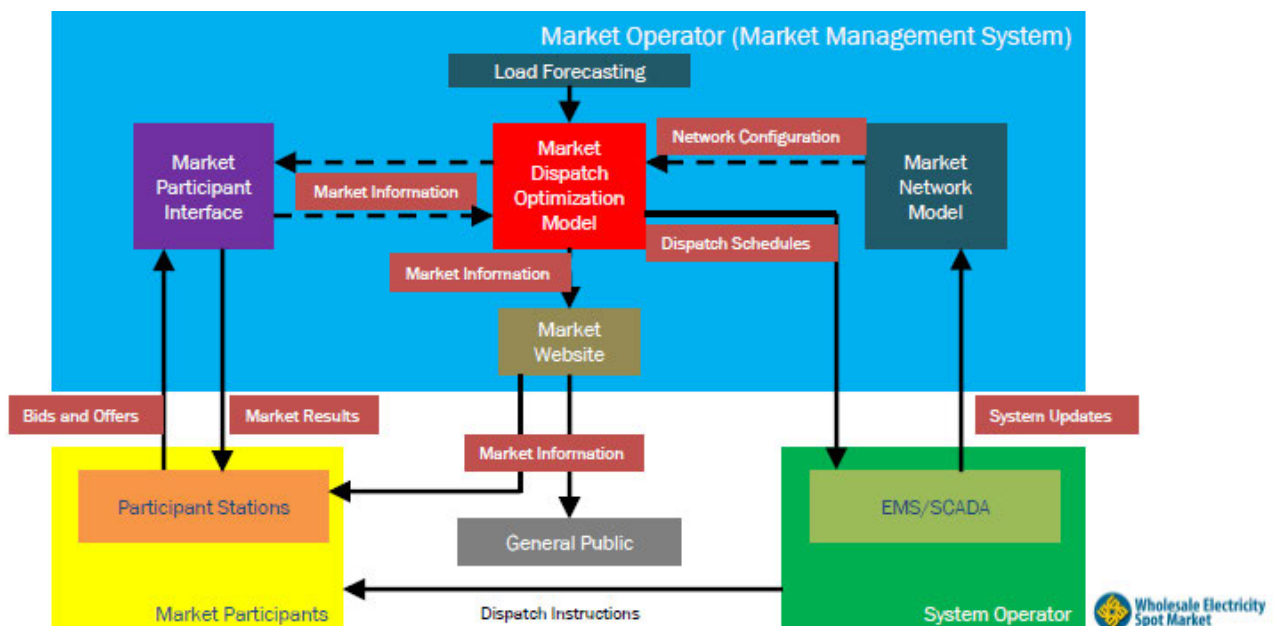 Market Operator (Market Management System)
Load Forecasting
Market
Participant
Interface
Market Information
Market
Dispatch
Optimization
Model
Network Configuration
Market
Network
Model
Dispatch Schedules
Market Information
Market
Website
Bids and Offers
Market Results
System Updates
Market Information
Participant Stations
EMS/SCADA
General Public
Market Participants
Dispatch Instructions
System Operator
Wholesale Electricity
Spot Market